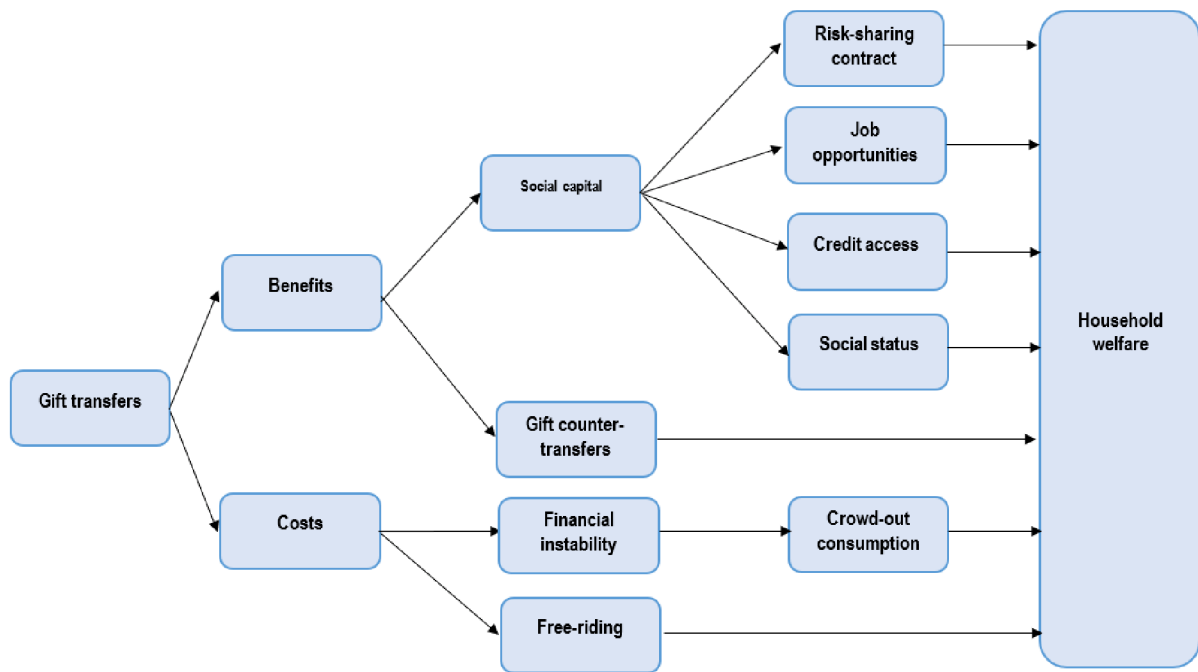 Risk-sharing
contract
Job
opportunities
Social capital
Credit access
Benefits
Household
welfare
Social status
Gift transfers
Gift counter-
transfers
Costs
Financial
instability
Crowd-out
consumption
Free-riding